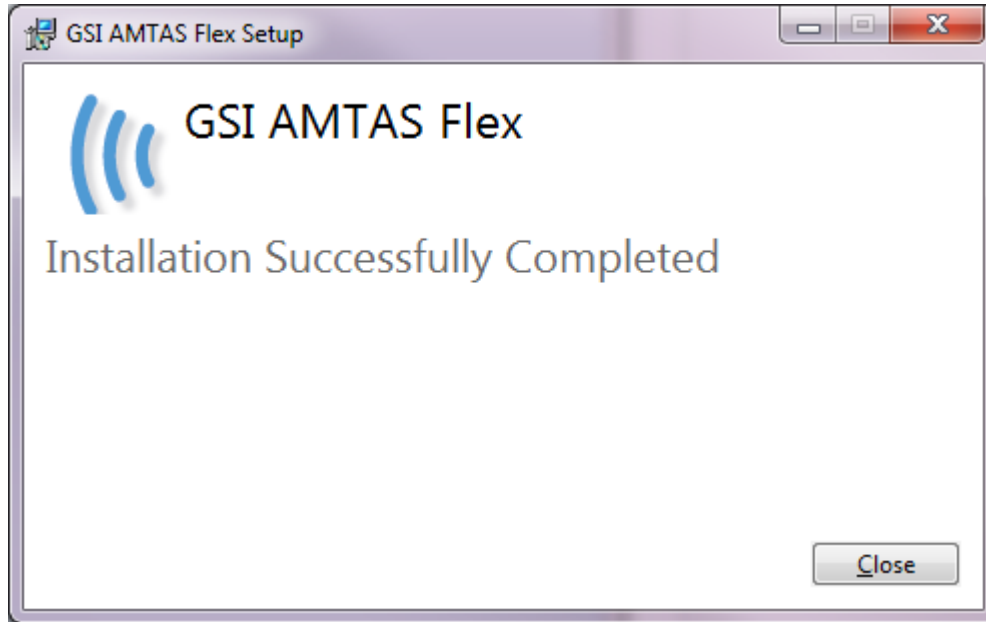 GSI AMTAS Flex Setup
GSI AMTAS Flex
Installation Successfully Completed
Close